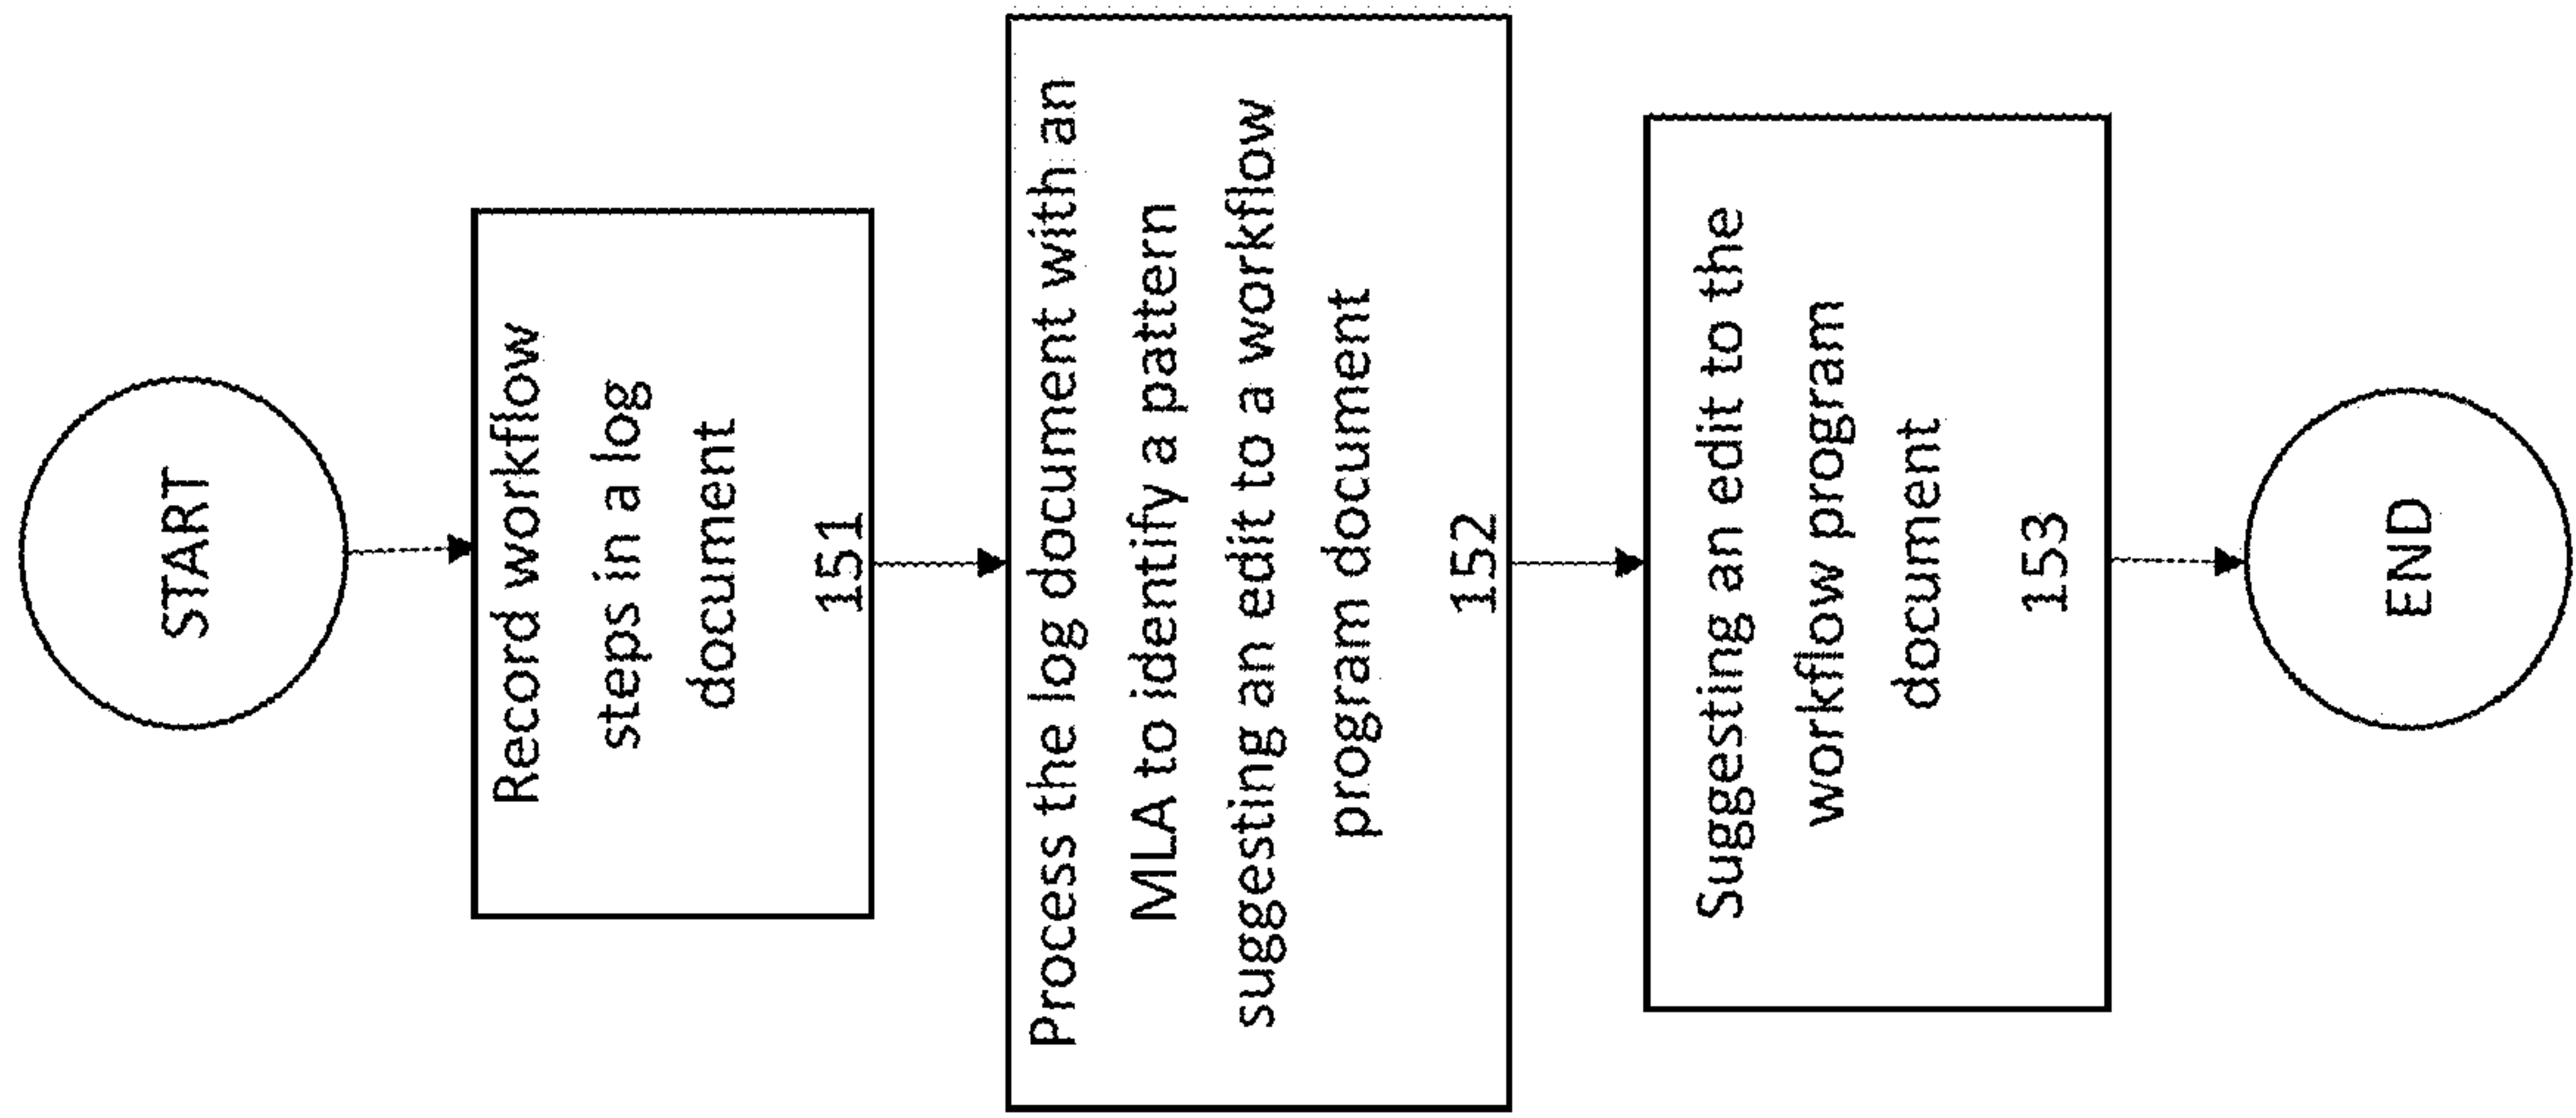 START
Record workflow
steps in a log
document
151
Process the log document with an
MLA to identify a pattern
suggesting an edit to a workflow
program document
152
Suggesting an edit to the
workflow program
document
153
END